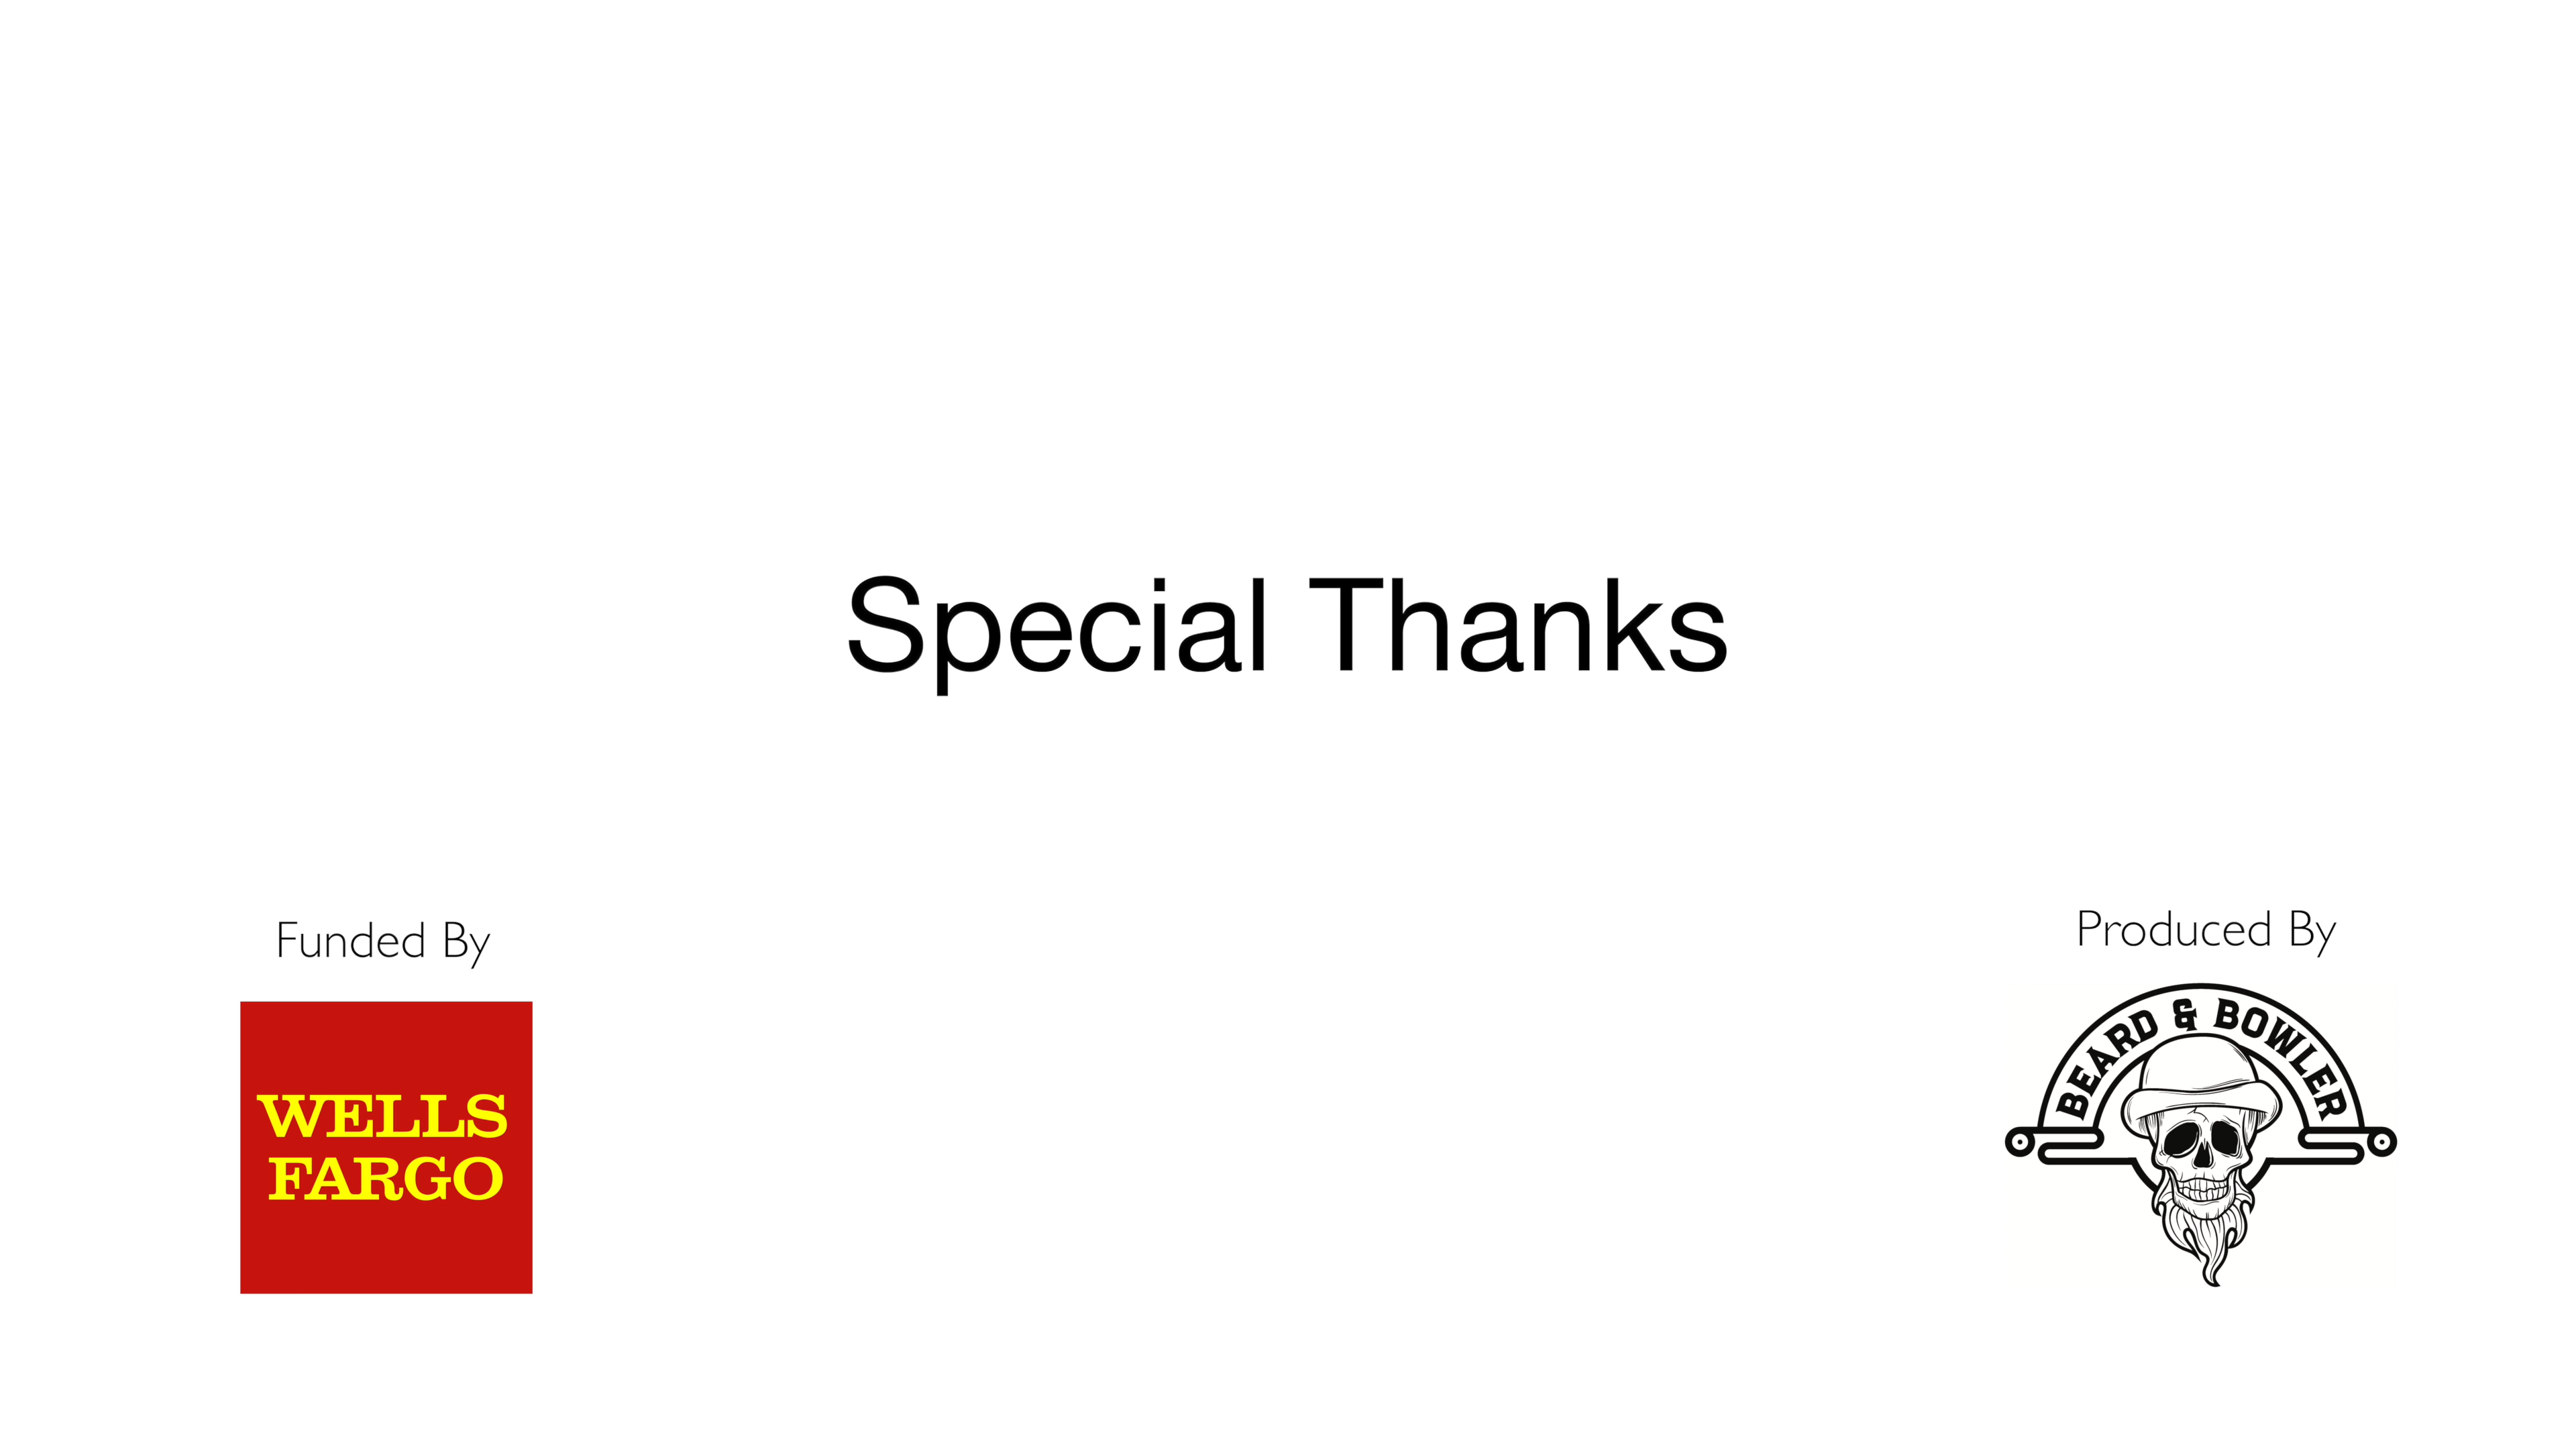 Special Thanks
Funded By
WELLS
FARGO
Produced By
BEARD & BOWLER